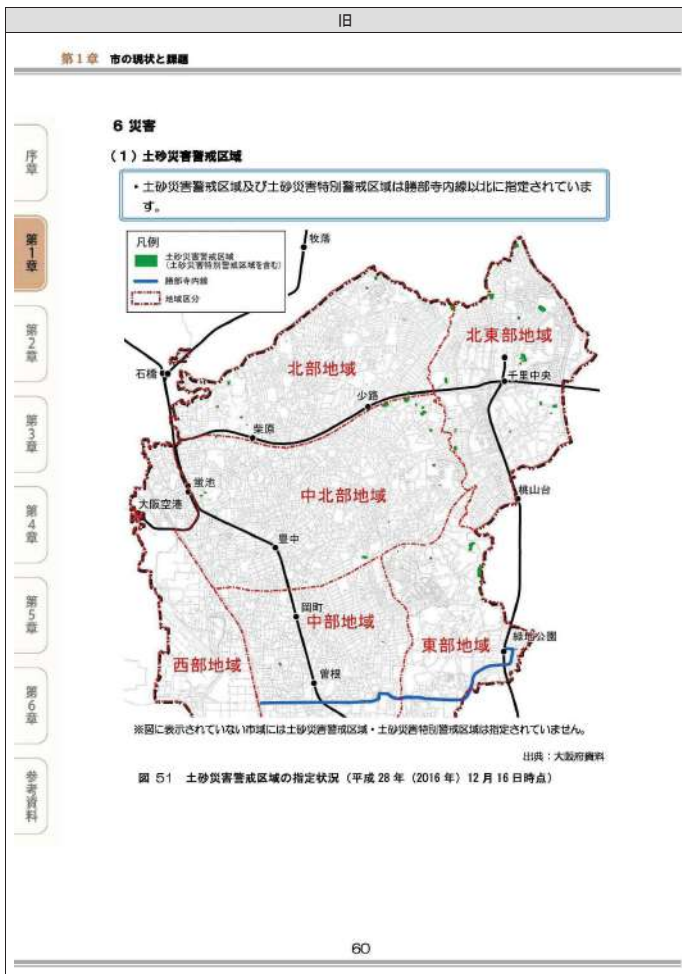 旧
第1章 市の現状と課題
序章
第1章
第2章
第3章
第4章
第5章
第6章
参考資料
6 災害
(1)土砂災害警戒区域
・土砂災害警戒区域及び土砂災害特別警戒区域は勝部寺内線以北に指定されていま
す。
凡例
土砂災害警戒区域
(土砂災害特別警戒区域を含む)
勝部寺内線
地域区分
牧落
北東部地域
北部地域
石橋
千里中央
少路
柴原
蛍池
中北部地域
桃山台
大阪空港
豊中
岡町
中部地域
東部地域
緑地公園
西部地域
曽根
※図に表示されていない市域には土砂災害警戒区域・土砂災害特別警戒区域は指定されていません。
出典:大阪府資料
図 51 土砂災害警戒区域の指定状況(平成 28 年(2016 年)12 月 16 日時点)
60